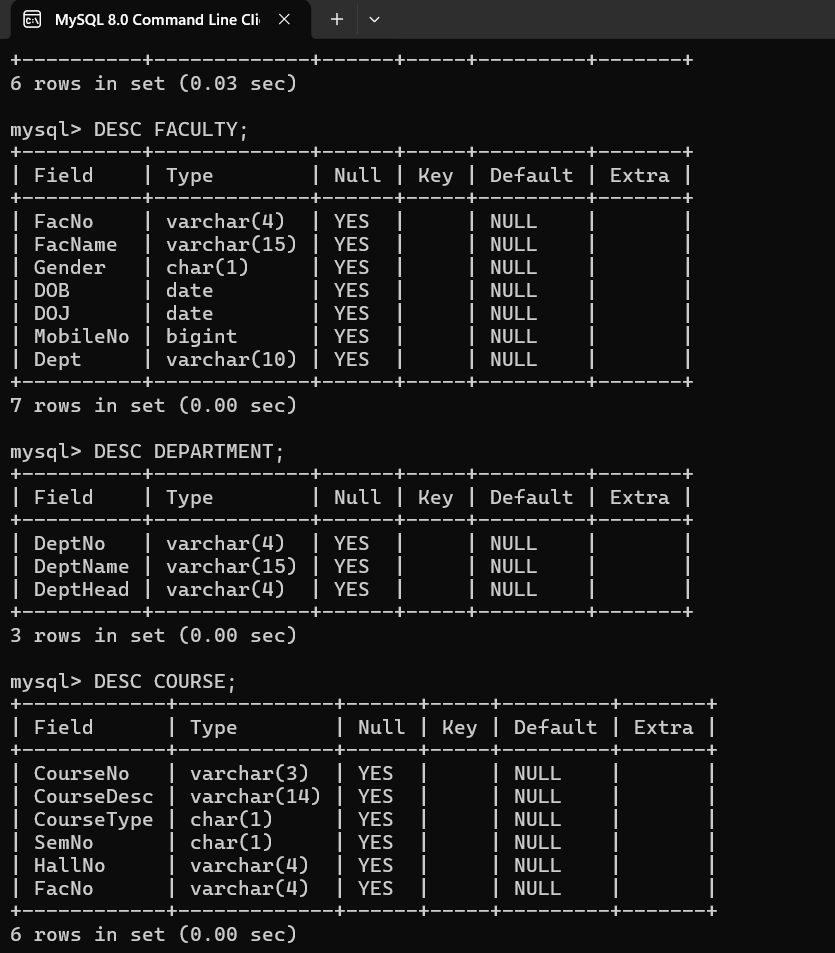 MySQL 8.0 Command Line Cli
+----------+-------------+------+-----+---------+-------+
6 rows in set (0.03 sec)
mysql> DESC FACULTY;
+----------+-------------+------+-----+---------+-------+
| Field    | Type        | Null | Key | Default | Extra |
+----------+-------------+------+-----+---------+-------+
| FacNo    | varchar(4)  | YES  |     | NULL    |       |
| FacName  | varchar(15) | YES  |     | NULL    |       |
| Gender   | char(1)     | YES  |     | NULL    |       |
| DOB      | date        | YES  |     | NULL    |       |
| DOJ      | date        | YES  |     | NULL    |       |
| MobileNo | bigint      | YES  |     | NULL    |       |
| Dept     | varchar(10) | YES  |     | NULL    |       |
+----------+-------------+------+-----+---------+-------+
7 rows in set (0.00 sec)
mysql> DESC DEPARTMENT;
+----------+-------------+------+-----+---------+-------+
| Field    | Type        | Null | Key | Default | Extra |
+----------+-------------+------+-----+---------+-------+
| DeptNo   | varchar(4)  | YES  |     | NULL    |       |
| DeptName | varchar(15) | YES  |     | NULL    |       |
| DeptHead | varchar(4)  | YES  |     | NULL    |       |
+----------+-------------+------+-----+---------+-------+
3 rows in set (0.00 sec)
mysql> DESC COURSE;
+------------+-------------+------+-----+---------+-------+
| Field      | Type        | Null | Key | Default | Extra |
+------------+-------------+------+-----+---------+-------+
| CourseNo   | varchar(3)  | YES  |     | NULL    |       |
| CourseDesc | varchar(14) | YES  |     | NULL    |       |
| CourseType | char(1)     | YES  |     | NULL    |       |
| SemNo      | char(1)     | YES  |     | NULL    |       |
| HallNo     | varchar(4)  | YES  |     | NULL    |       |
| FacNo      | varchar(4)  | YES  |     | NULL    |       |
+------------+-------------+------+-----+---------+-------+
6 rows in set (0.00 sec)